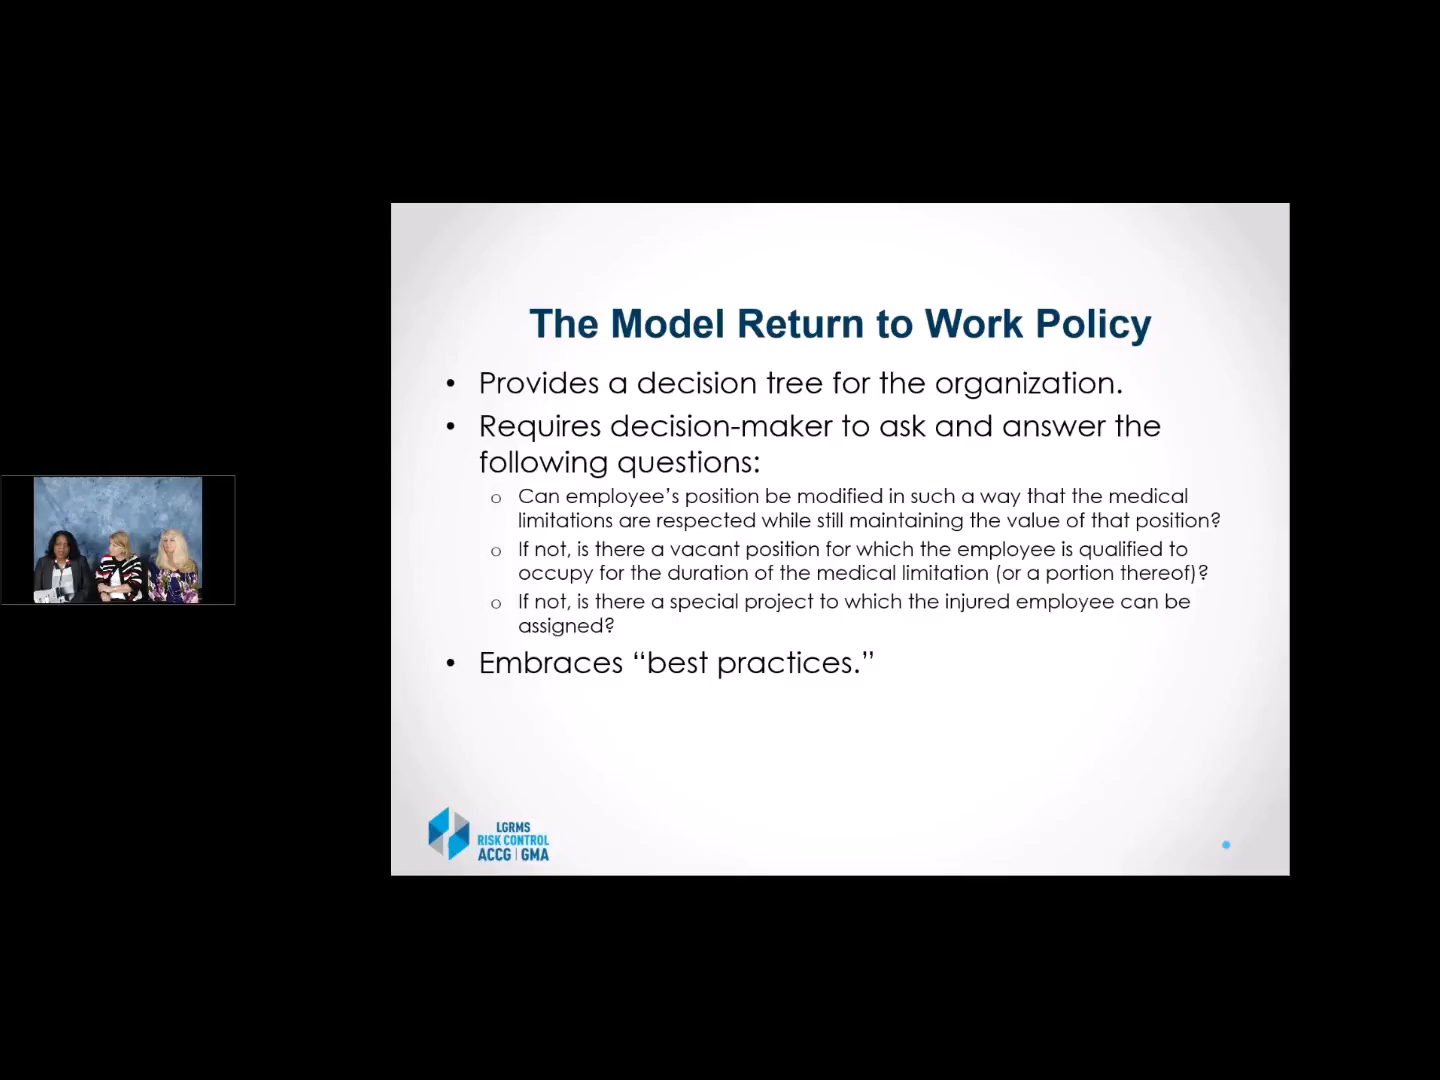 The Model Return to Work Policy
• Provides a decision tree for the organization.
• Requires decision-maker to ask and answer the
following questions:
o Can employee’s position be modified in such a way that the medical
limitations are respected while still maintaining the value of that position?
o If not, is there a vacant position for which the employee is qualified to
occupy for the duration of the medical limitation (or a portion thereof)?
o If not, is there a special project to which the injured employee can be
assigned?
• Embraces “best practices.”
LGRMS
RISK CONTROL
ACCG | GMA